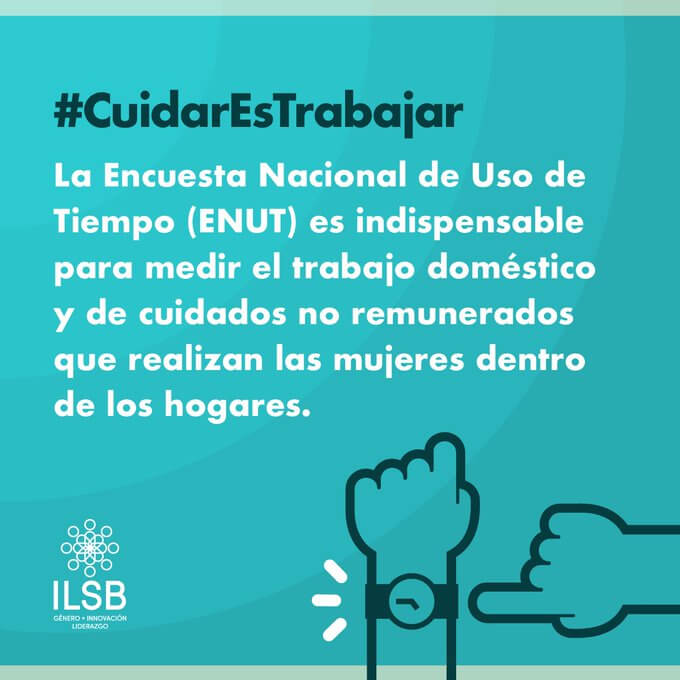 #CuidarEsTrabajar
La Encuesta Nacional de Uso de
Tiempo (ENUT) es indispensable
para medir el trabajo doméstico
y de cuidados no remunerados
que realizan las mujeres dentro
de los hogares.
ILSB
GÉNERO + INNOVACIÓN
LIDERAZGO